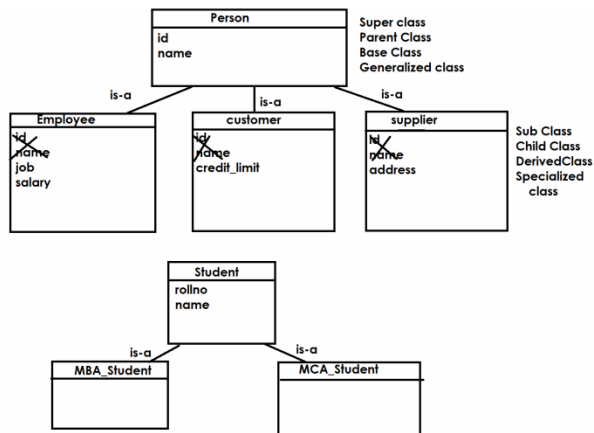 Person
id
name
Super class
Parent Class
Base Class
Generalized class
is-a
is-a
is-a
Employee
id
name
job
salary
customer
id
name
credit_limit
supplier
id
name
address
Sub Class
Child Class
DerivedClass
Specialized
class
Student
rollno
name
is-a
is-a
MBA_Student
MCA_Student